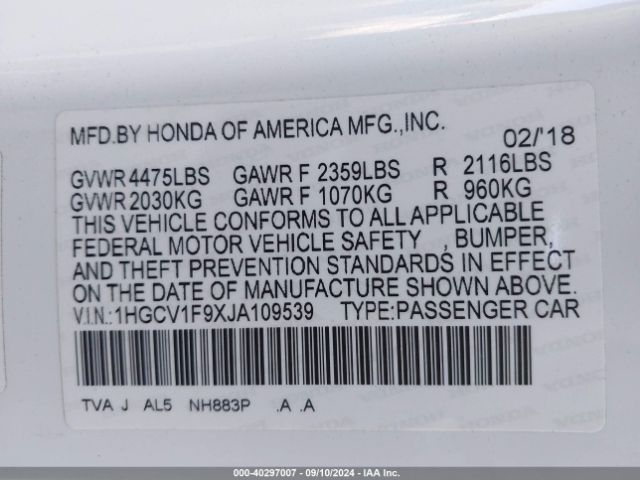 MFD.BY HONDA OF AMERICA MFG.,INC. 02/'18
GVWR 4475LBS GAWR F 2359LBS R 2116LBS
GVWR 2030KG GAWR F 1070KG R 960KG
THIS VEHICLE CONFORMS TO ALL APPLICABLE
FEDERAL MOTOR VEHICLE SAFETY , BUMPER,
AND THEFT PREVENTION STANDARDS IN EFFECT
ON THE DATE OF MANUFACTURE SHOWN ABOVE.
V.I.N.:1HGCV1F9XJA109539 TYPE:PASSENGER CAR
TVA J AL5 NH883P .A .A
000-40297007 - 09/10/2024 - IAA Inc.